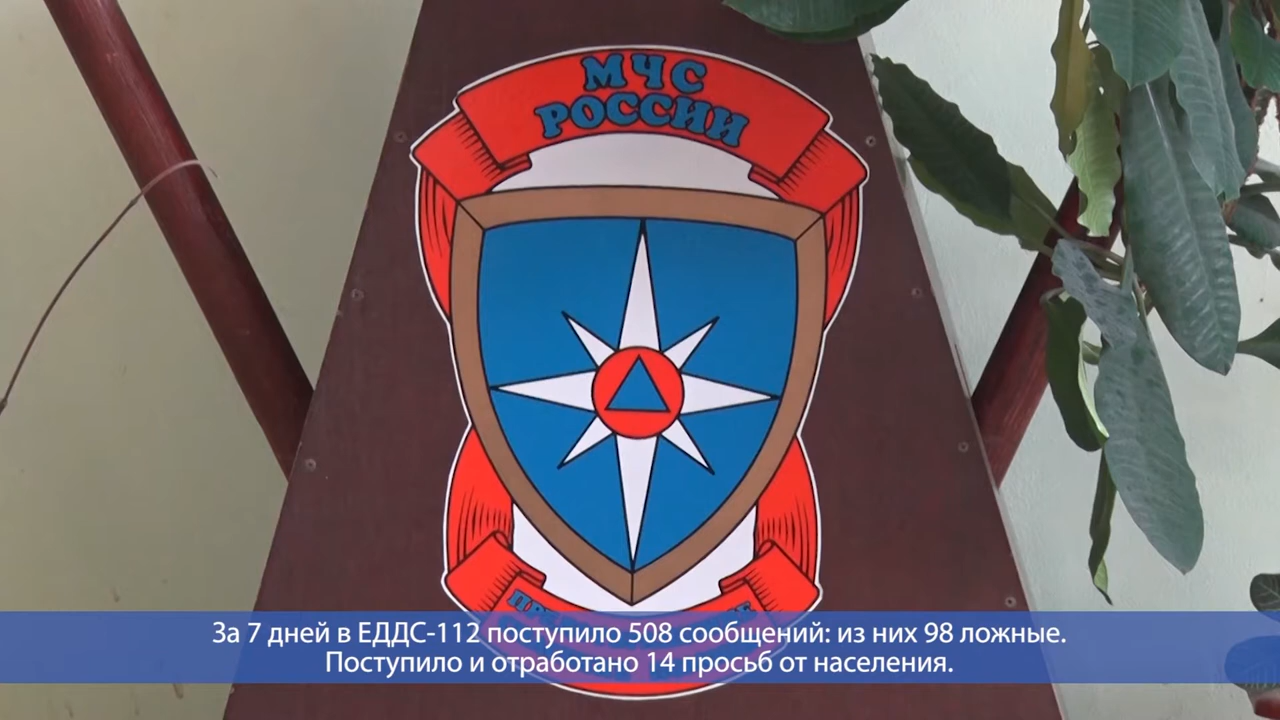 МЧС
РОССИИ
За 7 дней в ЕДДС-112 поступило 508 сообщений: из них 98 ложные.
Поступило и отработано 14 просьб от населения.